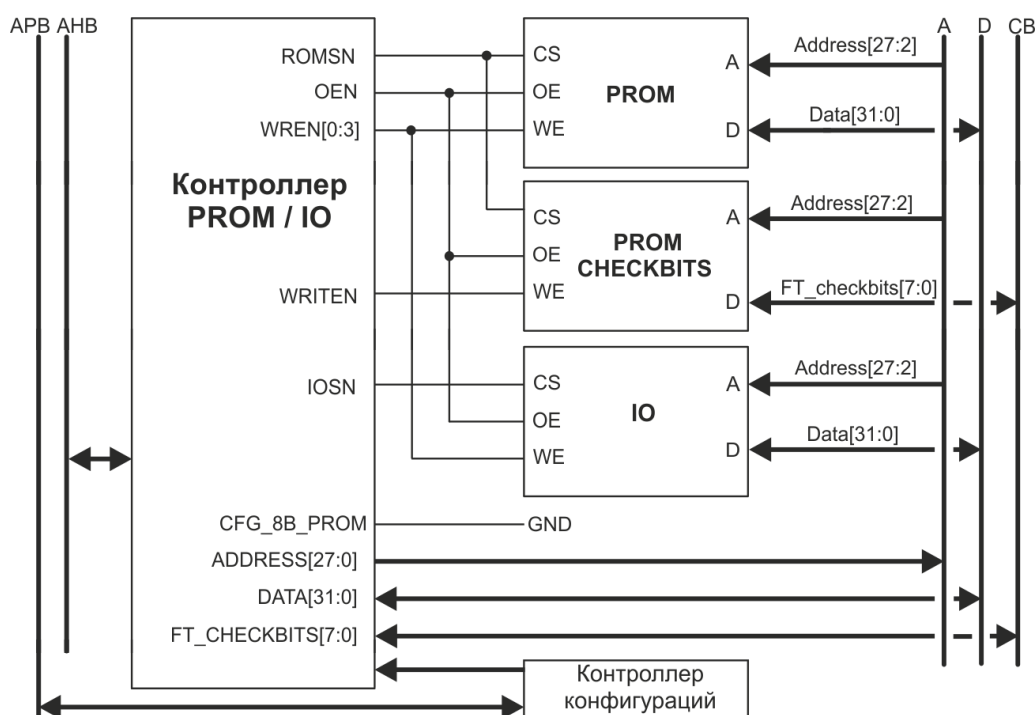 APB AHB
A D CB
ROMSN
OEN
WREN[0:3]
Контроллер
PROM / IO
WRITEN
IOSN
CFG_8B_PROM
GND
ADDRESS[27:0]
DATA[31:0]
FT_CHECKBITS[7:0]
CS
OE
WE
PROM
A
D
Address[27:2]
Data[31:0]
CS
OE
WE
PROM
CHECKBITS
A
D
Address[27:2]
FT_checkbits[7:0]
CS
OE
WE
IO
A
D
Address[27:2]
Data[31:0]
Контроллер
конфигураций